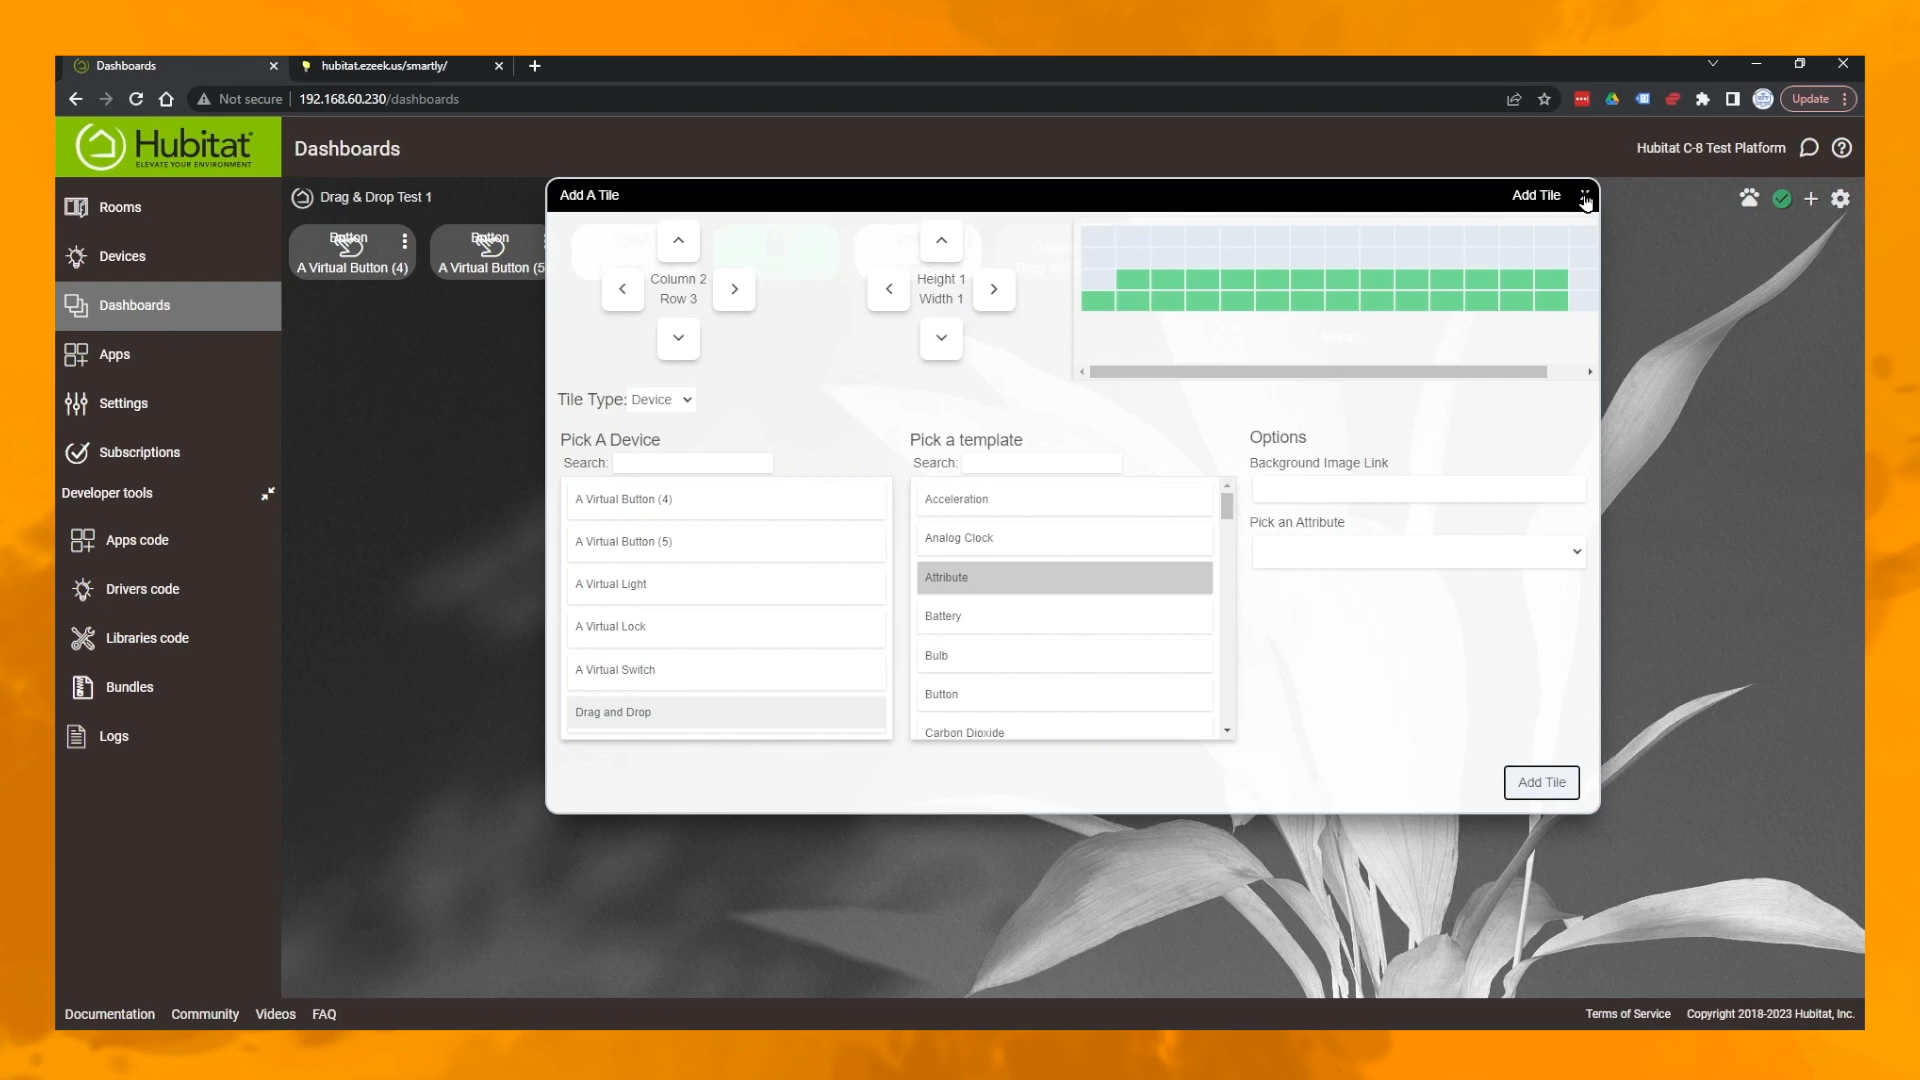 Dashboards
hubitat.ezeek.us/smartly/
Not secure
192.168.60.230/dashboards
Update
Hubitat
ELEVATE YOUR ENVIRONMENT
Dashboards
Hubitat C-8 Test Platform
Rooms
Devices
Dashboards
Apps
Settings
Subscriptions
Developer tools
Apps code
Drivers code
Libraries code
Bundles
Logs
Drag & Drop Test 1
Button
A Virtual Button (4)
Button
A Virtual Button (5
Add A Tile
Add Tile
Column 2
Row 3
Height 1
Width 1
Tile Type: Device
Pick A Device
Search:
A Virtual Button (4)
A Virtual Button (5)
A Virtual Light
A Virtual Lock
A Virtual Switch
Drag and Drop
Pick a template
Search:
Acceleration
Analog Clock
Attribute
Battery
Bulb
Button
Carbon Dioxide
Options
Background Image Link
Pick an Attribute
Add Tile
Documentation
Community
Videos
FAQ
Terms of Service
Copyright 2018-2023 Hubitat, Inc.